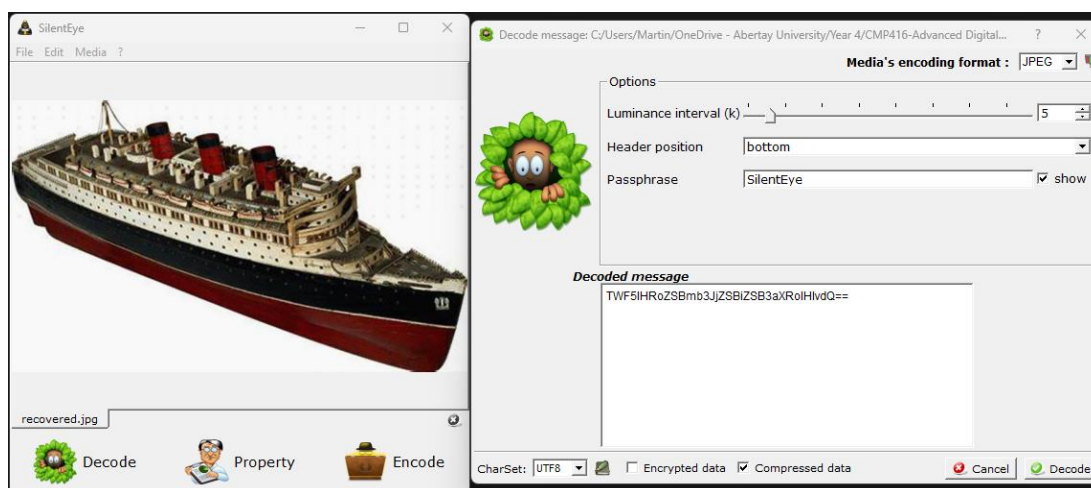 SilentEye
File Edit Media ?
recovered.jpg
Decode
Property
Encode
Decode message: C:/Users/Martin/OneDrive - Abertay University/Year 4/CMP416-Advanced Digital... ?
Media's encoding format : JPEG
Options
Luminance interval (k) 5
Header position bottom
Passphrase SilentEye show
Decoded message
TWF5IHRoZSBmb3JjZSBiZSB3aXRoIHlvdQ==
CharSet: UTF8 Encrypted data Compressed data Cancel Decode